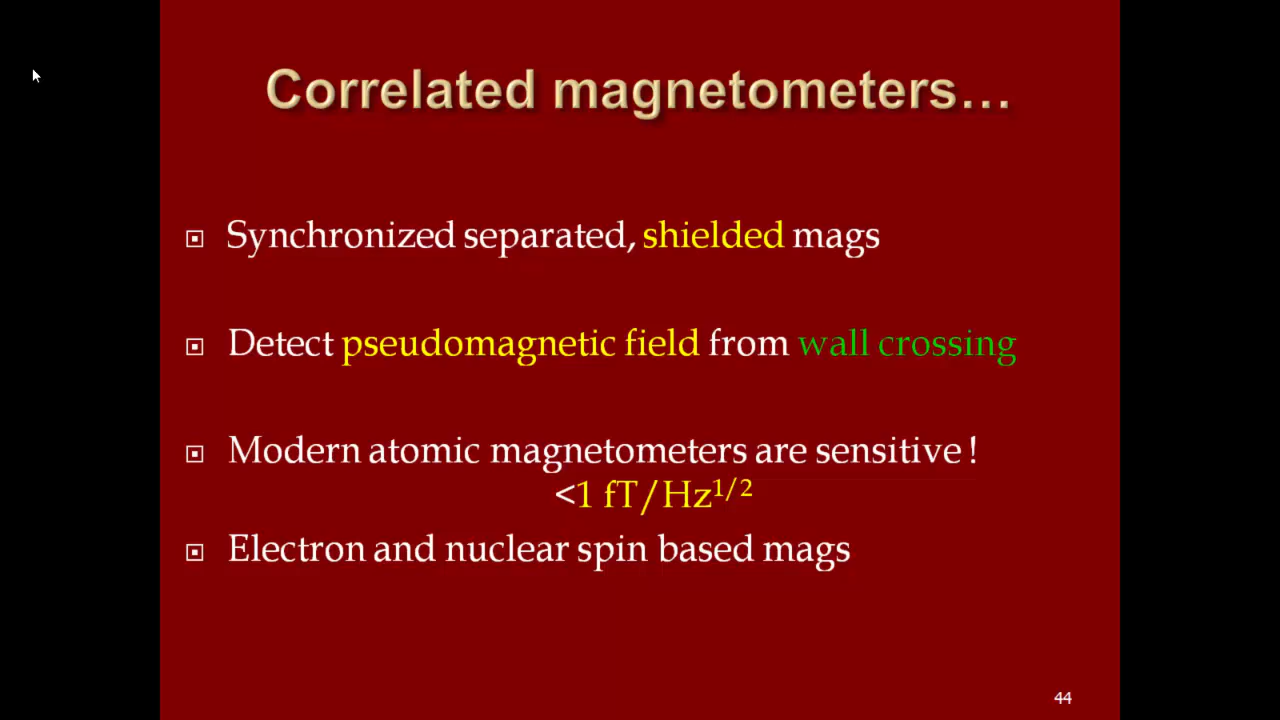 Correlated magnetometers…
Synchronized separated, shielded mags
Detect pseudomagnetic field from wall crossing
Modern atomic magnetometers are sensitive !
<1 fT/Hz¹/²
Electron and nuclear spin based mags
44